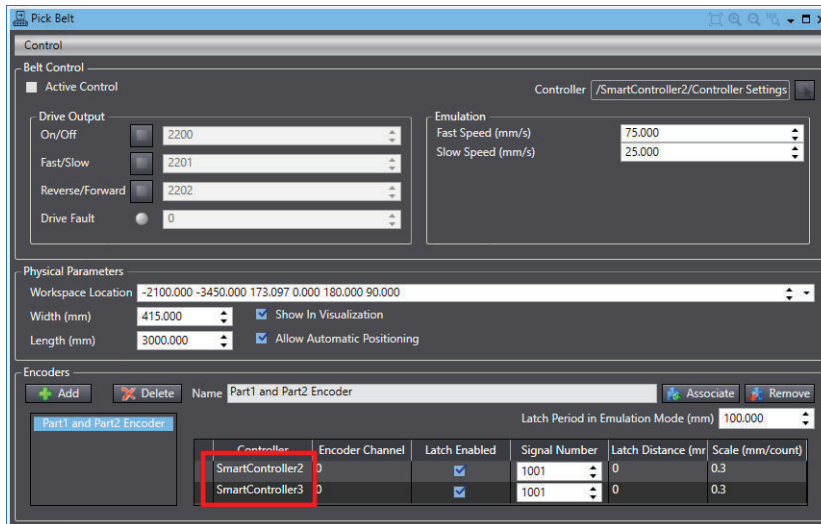 Pick Belt
Control
Belt Control
Active Control
Controller /SmartController2/Controller Settings
Drive Output
On/Off 2200
Fast/Slow 2201
Reverse/Forward 2202
Drive Fault 0
Emulation
Fast Speed (mm/s) 75.000
Slow Speed (mm/s) 25.000
Physical Parameters
Workspace Location -2100.000 -3450.000 173.097 0.000 180.000 90.000
Width (mm) 415.000 Show In Visualization
Length (mm) 3000.000 Allow Automatic Positioning
Encoders
Add Delete Name Part1 and Part2 Encoder Associate Remove
Part1 and Part2 Encoder
Latch Period in Emulation Mode (mm) 100.000
Controller Encoder Channel Latch Enabled Signal Number Latch Distance (mr Scale (mm/count)
SmartController2 0 1001 0 0.3
SmartController3 0 1001 0 0.3